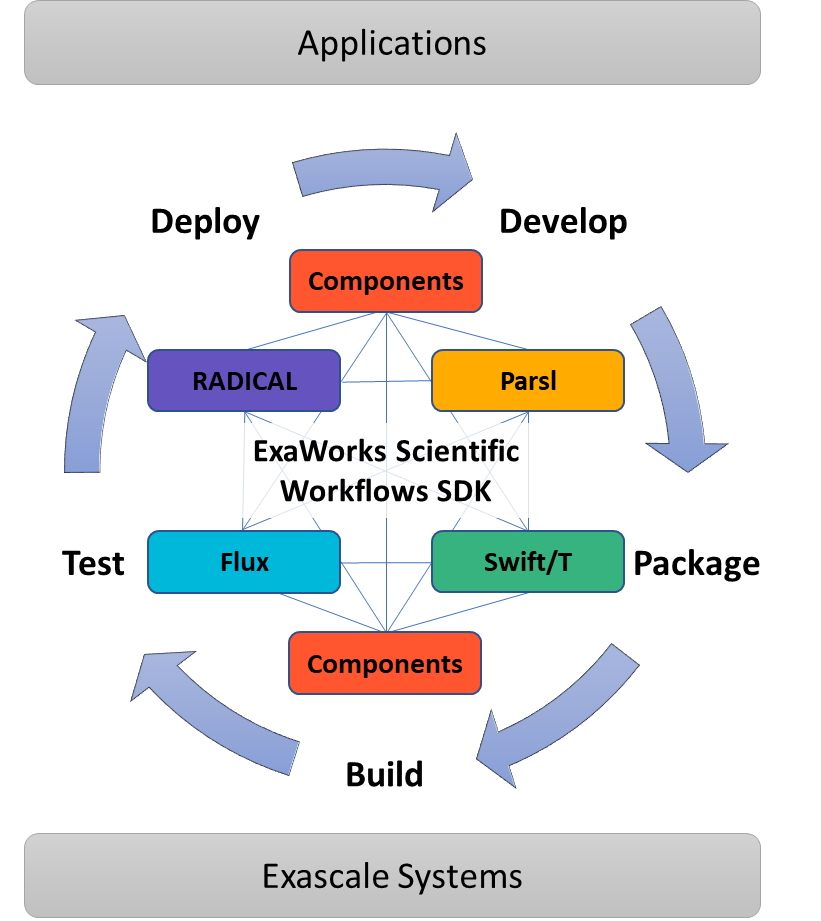 Applications
Deploy
Develop
Components
RADICAL
Parsl
ExaWorks Scientific
Workflows SDK
Test
Flux
Swift/T
Package
Components
Build
Exascale Systems